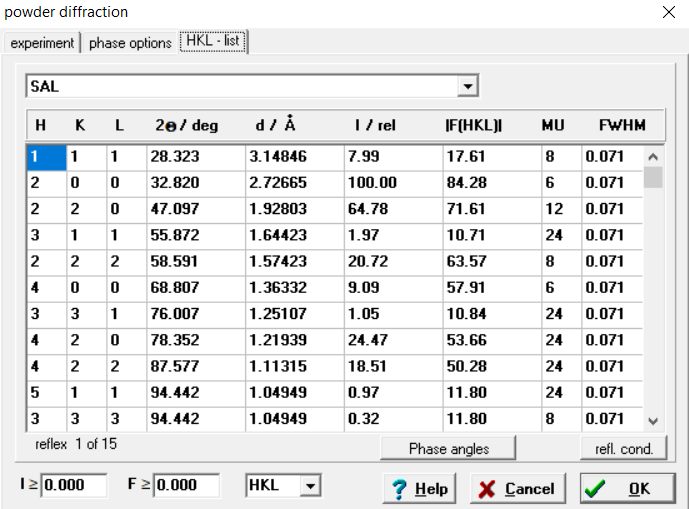 powder diffraction
experiment phase options HKL - list
SAL
H K L 2Θ / deg d / Å I / rel |F(HKL)| MU FWHM
1 1 1 28.323 3.14846 7.99 17.61 8 0.071
2 0 0 32.820 2.72665 100.00 84.28 6 0.071
2 2 0 47.097 1.92803 64.78 71.61 12 0.071
3 1 1 55.872 1.64423 1.97 10.71 24 0.071
2 2 2 58.591 1.57423 20.72 63.57 8 0.071
4 0 0 68.807 1.36332 9.09 57.91 6 0.071
3 3 1 76.007 1.25107 1.05 10.84 24 0.071
4 2 0 78.352 1.21939 24.47 53.66 24 0.071
4 2 2 87.577 1.11315 18.51 50.28 24 0.071
5 1 1 94.442 1.04949 0.97 11.80 24 0.071
3 3 3 94.442 1.04949 0.32 11.80 8 0.071
reflex 1 of 15 Phase angles refl. cond.
I ≥ 0.000 F ≥ 0.000 HKL ? Help Cancel OK